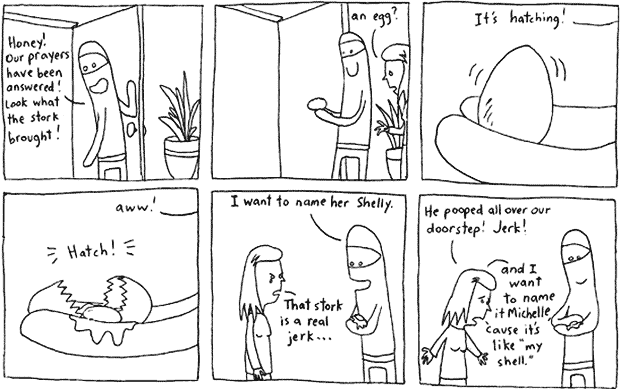 Honey!
Our prayers
have been
answered!
Look what
the stork
brought!
an egg?
It's hatching!
aww!
Hatch!
I want to name her Shelly.
That stork
is a real
jerk...
He pooped all over our
doorstep! Jerk!
and I
want
to name
it Michelle
'cause it's
like "my
shell."